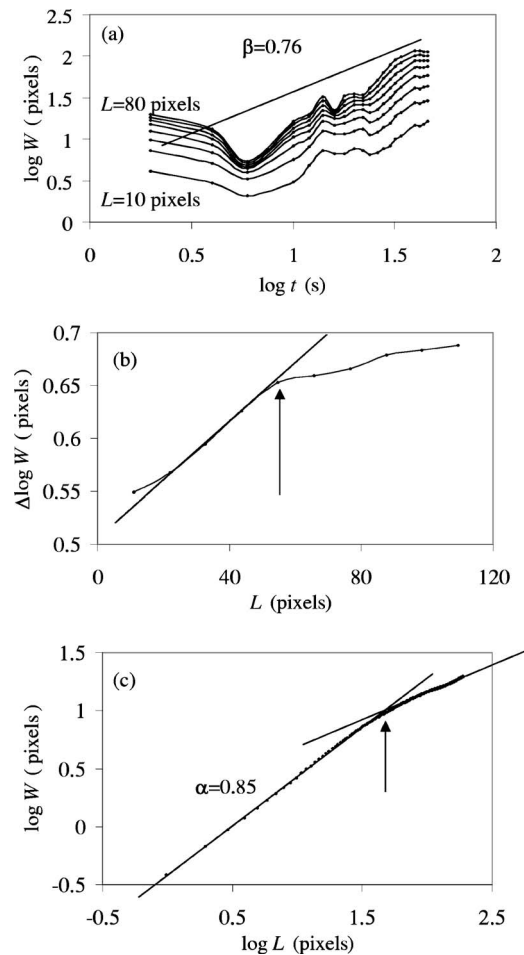 (a)
β=0.76
L=80 pixels
L=10 pixels
log W ( pixels)
2.5
2
1.5
1
0.5
0
0 0.5 1 1.5 2
log t (s)
(b)
Δlog W ( pixels)
0.7
0.65
0.6
0.55
0.5
0 40 80 120
L (pixels)
(c)
α=0.85
log W ( pixels)
1.5
1
0.5
0
-0.5
-0.5 0.5 1.5 2.5
log L (pixels)